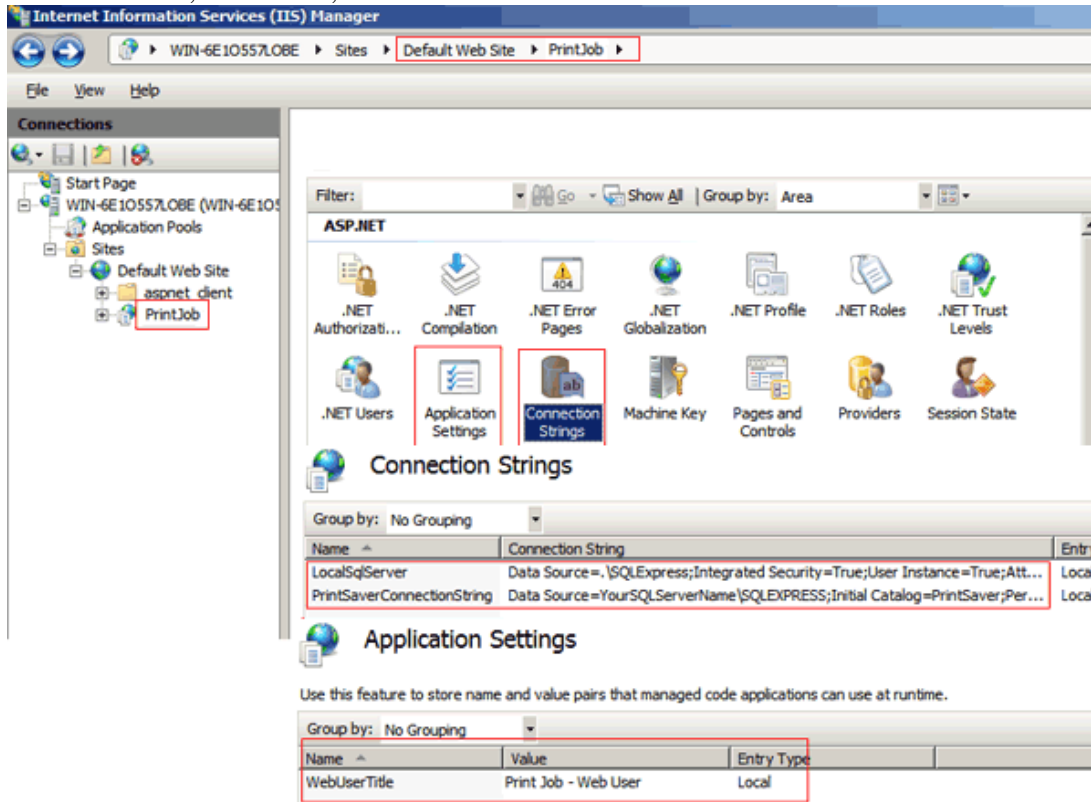 Internet Information Services (IIS) Manager
WIN-6E1O557LOBE Sites Default Web Site PrintJob
File View Help
Connections
Start Page
WIN-6E1O557LOBE (WIN-6E1O5
Application Pools
Sites
Default Web Site
aspnet_client
PrintJob
Filter: Go Show All Group by: Area
ASP.NET
.NET Authorizati...
.NET Compilation
.NET Error Pages
.NET Globalization
.NET Profile
.NET Roles
.NET Trust Levels
.NET Users
Application Settings
Connection Strings
Machine Key
Pages and Controls
Providers
Session State
Connection Strings
Group by: No Grouping
Name Connection String Entr
LocalSqlServer Data Source=.\SQLExpress;Integrated Security=True;User Instance=True;Att... Loca
PrintSaverConnectionString Data Source=YourSQLServerName\SQLEXPRESS;Initial Catalog=PrintSaver;Per... Loca
Application Settings
Use this feature to store name and value pairs that managed code applications can use at runtime.
Group by: No Grouping
Name Value Entry Type
WebUserTitle Print Job - Web User Local